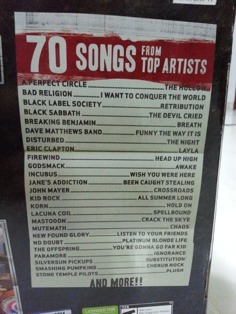 70 SONGS FROM TOP ARTISTS
A PERFECT CIRCLE THE HOLLOW
BAD RELIGION I WANT TO CONQUER THE WORLD
BLACK LABEL SOCIETY RETRIBUTION
BLACK SABBATH THE DEVIL CRIED
BREAKING BENJAMIN BREATH
DAVE MATTHEWS BAND FUNNY THE WAY IT IS
DISTURBED THE NIGHT
ERIC CLAPTON LAYLA
FIREWIND HEAD UP HIGH
GODSMACK AWAKE
INCUBUS WISH YOU WERE HERE
JANE'S ADDICTION BEEN CAUGHT STEALING
JOHN MAYER CROSSROADS
KID ROCK ALL SUMMER LONG
KORN HOLD ON
LACUNA COIL SPELLBOUND
MASTODON CRACK THE SKYE
MUTEMATH CHAOS
NEW FOUND GLORY LISTEN TO YOUR FRIENDS
NO DOUBT PLATINUM BLONDE LIFE
THE OFFSPRING YOU'RE GONNA GO FAR KID
PARAMORE IGNORANCE
SILVERSUN PICKUPS SUBSTITUTION
SMASHING PUMPKINS CHERUB ROCK
STONE TEMPLE PILOTS PLUSH
AND MORE!!